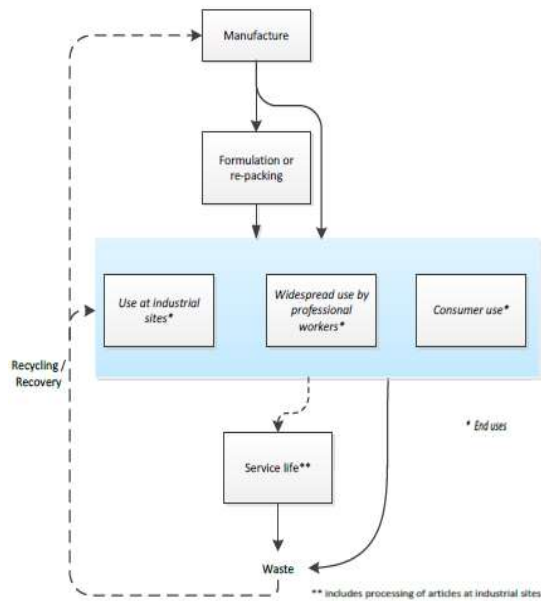 Manufacture
Formulation or
re-packing
Use at industrial
sites*
Widespread use by
professional
workers*
Consumer use*
Recycling /
Recovery
* End uses
Service life**
Waste
** includes processing of articles at industrial sites